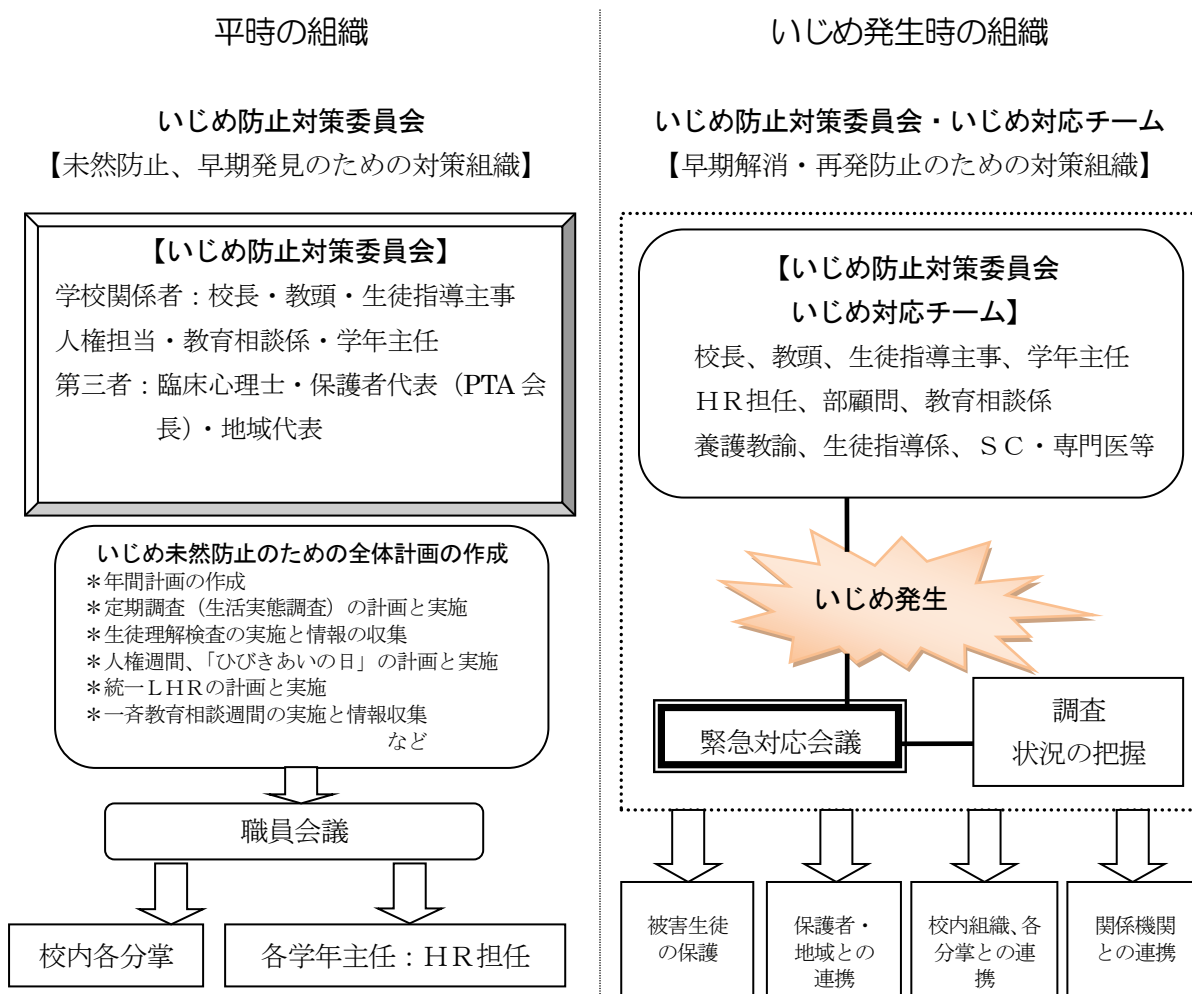 平時の組織
いじめ防止対策委員会
【未然防止、早期発見のための対策組織】
【いじめ防止対策委員会】
学校関係者：校長・教頭・生徒指導主事
人権担当・教育相談係・学年主任
第三者：臨床心理士・保護者代表（PTA 会
長）・地域代表
いじめ未然防止のための全体計画の作成
＊年間計画の作成
＊定期調査（生活実態調査）の計画と実施
＊生徒理解検査の実施と情報の収集
＊人権週間、「ひびきあいの日」の計画と実施
＊統一ＬＨＲの計画と実施
＊一斉教育相談週間の実施と情報収集
など
職員会議
校内各分掌
各学年主任：ＨＲ担任
いじめ発生時の組織
いじめ防止対策委員会・いじめ対応チーム
【早期解消・再発防止のための対策組織】
【いじめ防止対策委員会
いじめ対応チーム】
校長、教頭、生徒指導主事、学年主任
ＨＲ担任、部顧問、教育相談係
養護教諭、生徒指導係、ＳＣ・専門医等
いじめ発生
緊急対応会議
調査
状況の把握
被害生徒
の保護
保護者・
地域との
連携
校内組織、各
分掌との連
携
関係機関
との連携